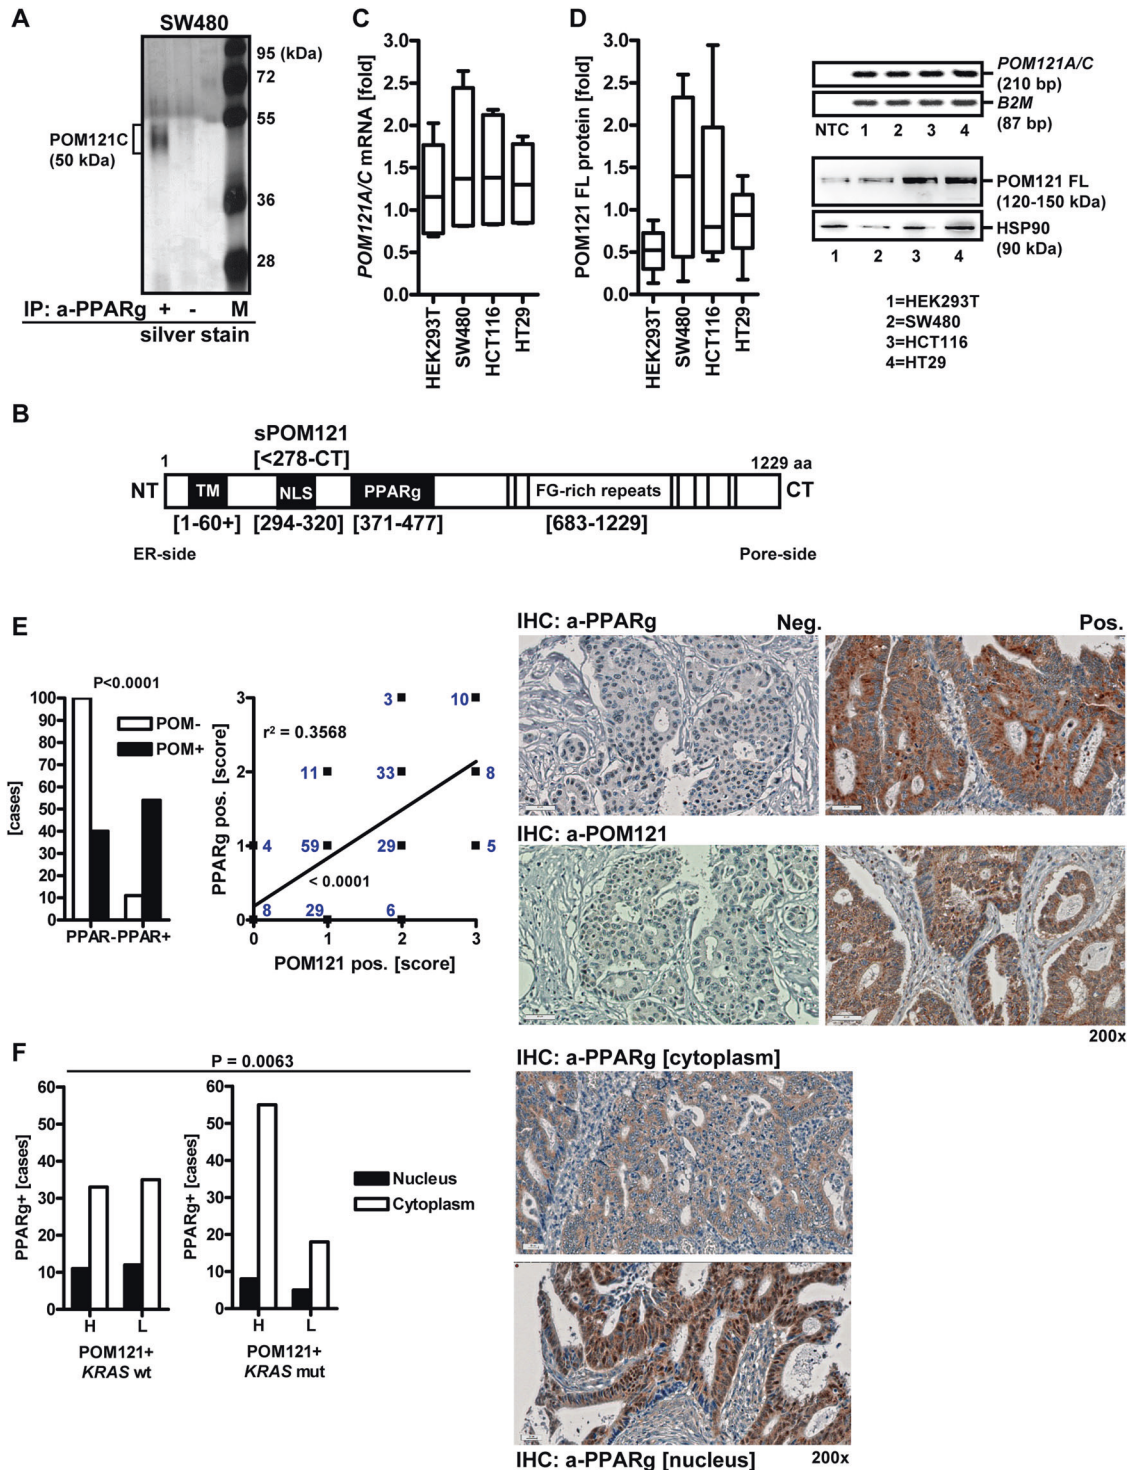 A
SW480
95 (kDa)
72
55
36
28
POM121C
(50 kDa)
IP: a-PPARg + - M
silver stain
C
POM121A/C mRNA [fold]
3.0
2.5
2.0
1.5
1.0
0.5
0.0
HEK293T
SW480
HCT116
HT29
D
POM121 FL protein [fold]
3.0
2.5
2.0
1.5
1.0
0.5
0.0
HEK293T
SW480
HCT116
HT29
POM121A/C
(210 bp)
B2M
(87 bp)
NTC 1 2 3 4
POM121 FL
(120-150 kDa)
HSP90
(90 kDa)
1 2 3 4
1=HEK293T
2=SW480
3=HCT116
4=HT29
B
sPOM121
[<278-CT]
1
1229 aa
NT TM NLS PPARg FG-rich repeats CT
[1-60+] [294-320] [371-477] [683-1229]
ER-side
Pore-side
E
P<0.0001
POM-
POM+
[cases]
100
90
80
70
60
50
40
30
20
10
0
PPAR-PPAR+
PPARg pos. [score]
r² = 0.3568
3
2
1
0
3 10
11 33 8
4 59 29 5
< 0.0001
8 29 6
0 1 2 3
POM121 pos. [score]
IHC: a-PPARg Neg. Pos.
IHC: a-POM121
200x
F
P = 0.0063
PPARg+ [cases]
60
50
40
30
20
10
0
H L
POM121+
KRAS wt
PPARg+ [cases]
60
50
40
30
20
10
0
H L
POM121+
KRAS mut
Nucleus
Cytoplasm
IHC: a-PPARg [cytoplasm]
IHC: a-PPARg [nucleus] 200x